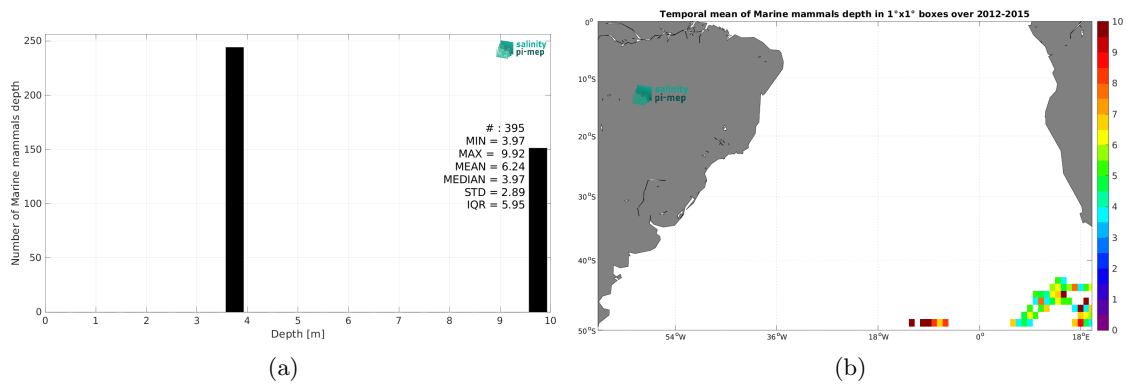 250
200
150
100
50
0
Number of Marine mammals depth
salinity
pi-mep
# : 395
MIN = 3.97
MAX = 9.92
MEAN = 6.24
MEDIAN = 3.97
STD = 2.89
IQR = 5.95
0 1 2 3 4 5 6 7 8 9 10
Depth [m]
(a)
Temporal mean of Marine mammals depth in 1°x1° boxes over 2012-2015
0°
10°S
20°S
30°S
40°S
50°S
salinity
pi-mep
54°W 36°W 18°W 0° 18°E
10
9
8
7
6
5
4
3
2
1
0
(b)